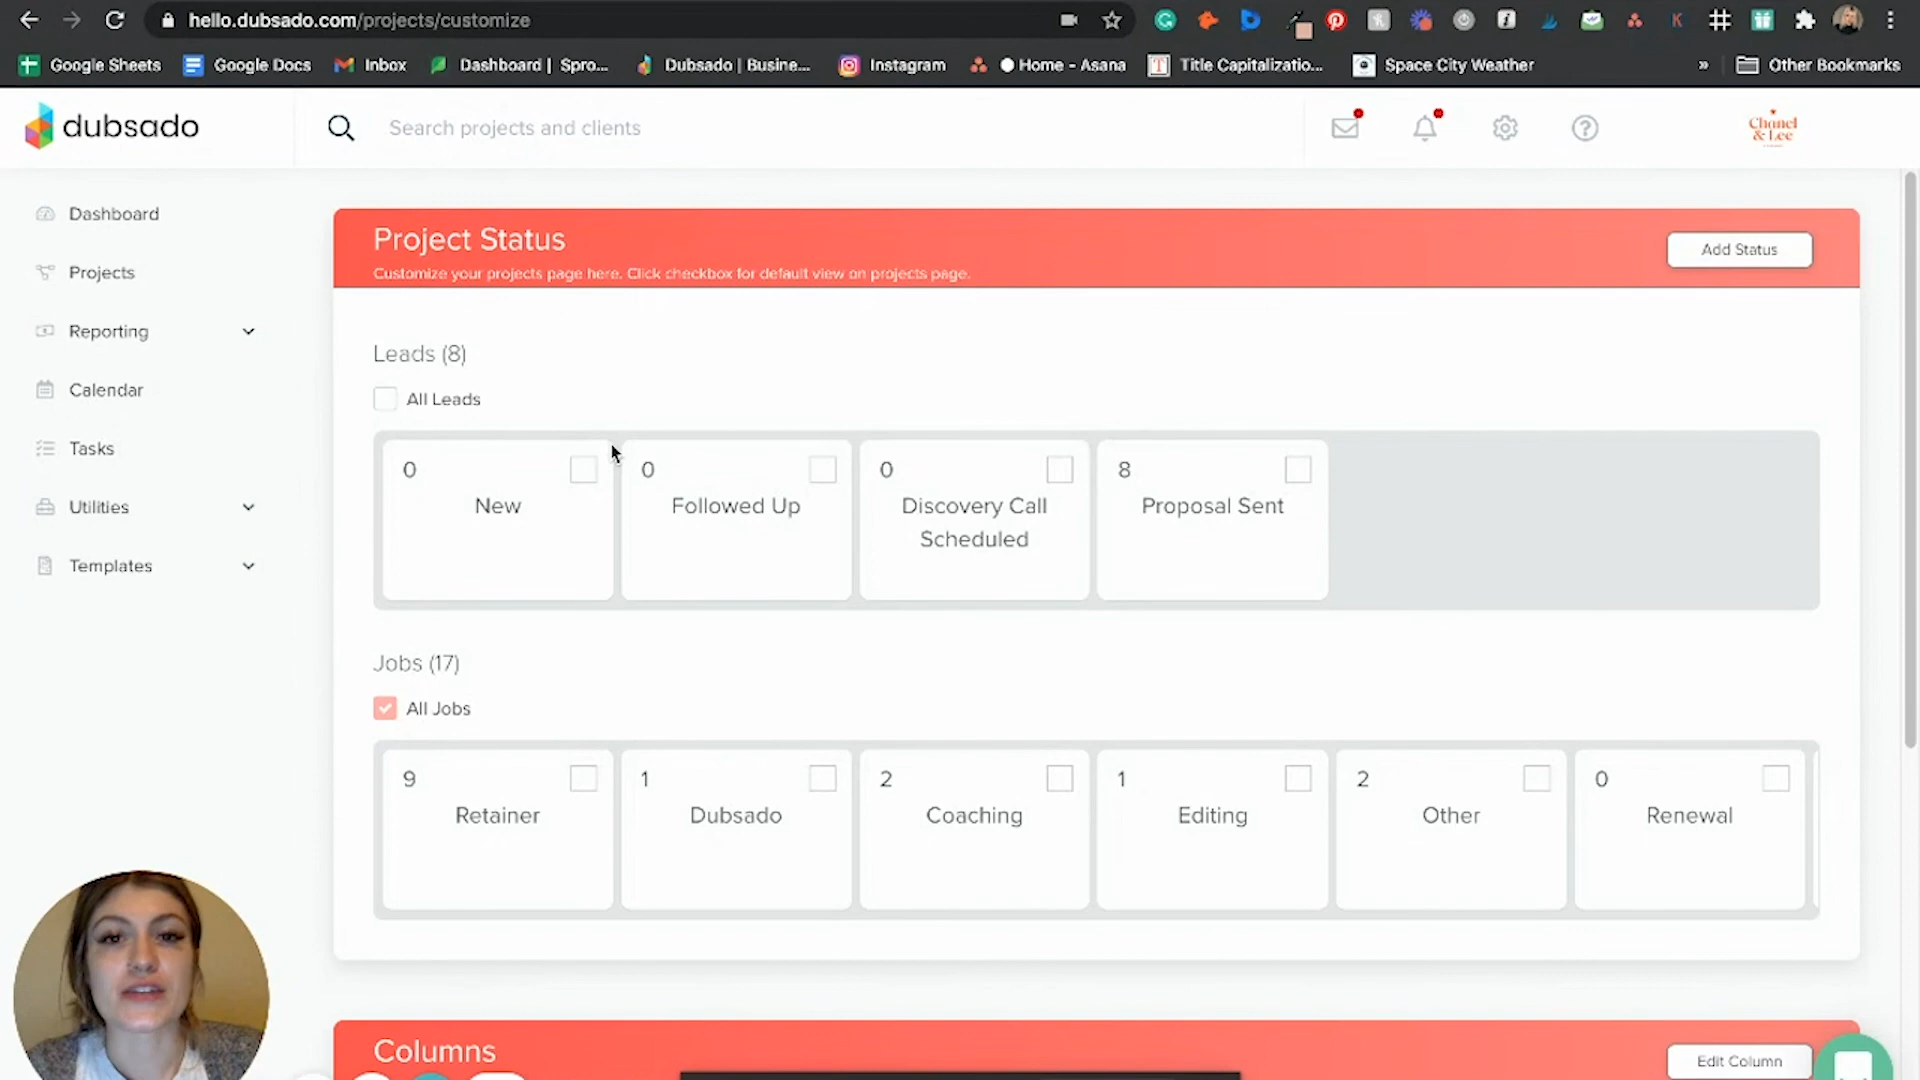 hello.dubsado.com/projects/customize
Google Sheets
Google Docs
Inbox
Dashboard | Spro...
Dubsado | Busine...
Instagram
Home - Asana
Title Capitalizatio...
Space City Weather
»
Other Bookmarks
dubsado
Search projects and clients
Chanel
& Lee
Dashboard
Projects
Reporting
Calendar
Tasks
Utilities
Templates
Project Status
Customize your projects page here. Click checkbox for default view on projects page.
Add Status
Leads (8)
All Leads
0
New
0
Followed Up
0
Discovery Call
Scheduled
8
Proposal Sent
Jobs (17)
All Jobs
9
Retainer
1
Dubsado
2
Coaching
1
Editing
2
Other
0
Renewal
Columns
Edit Column